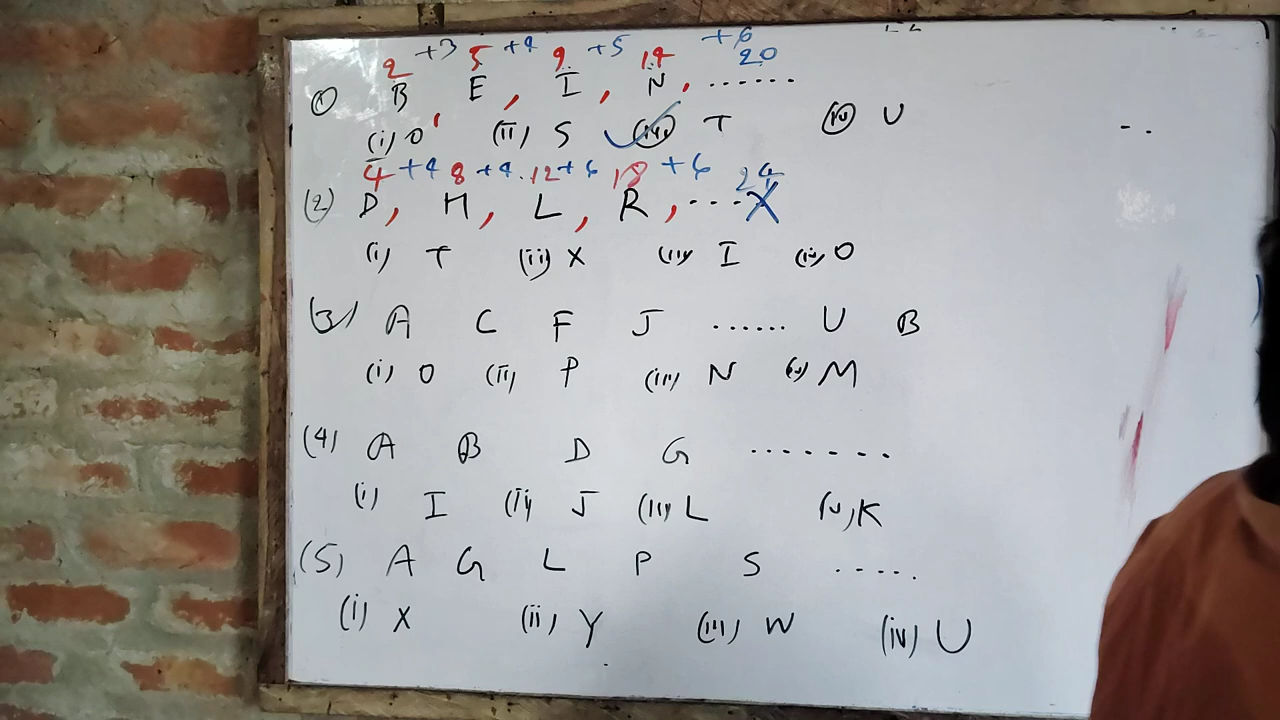 2 +3 5 +4 9 +5 14 +6 20
① B, E, I, N, ......
(i) O (ii) S (iii) T (iv) U
4 +4 8 +4 12 +6 18 +6 24
(2) D, H, L, R, ---- X
(i) T (ii) X (iii) I (iv) O
(3) A C F J ...... U B
(i) O (ii) P (iii) N (iv) M
(4) A B D G .......
(i) I (ii) J (iii) L (iv) K
(5) A G L P S .....
(i) X (ii) Y (iii) W (iv) U